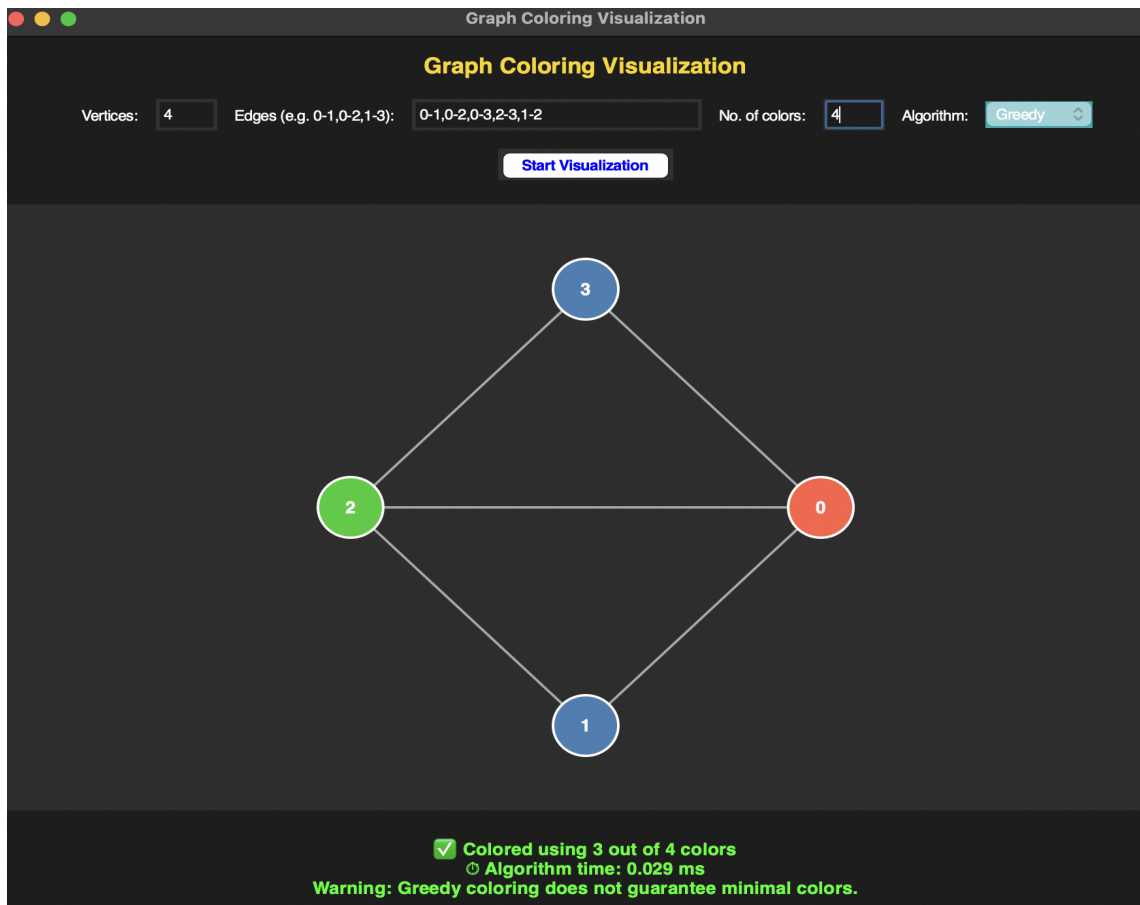 Graph Coloring Visualization
Graph Coloring Visualization
Vertices: 4 Edges (e.g. 0-1,0-2,1-3): 0-1,0-2,0-3,2-3,1-2 No. of colors: 4 Algorithm: Greedy
Start Visualization
3
2 0
1
✅ Colored using 3 out of 4 colors
⏱ Algorithm time: 0.029 ms
Warning: Greedy coloring does not guarantee minimal colors.